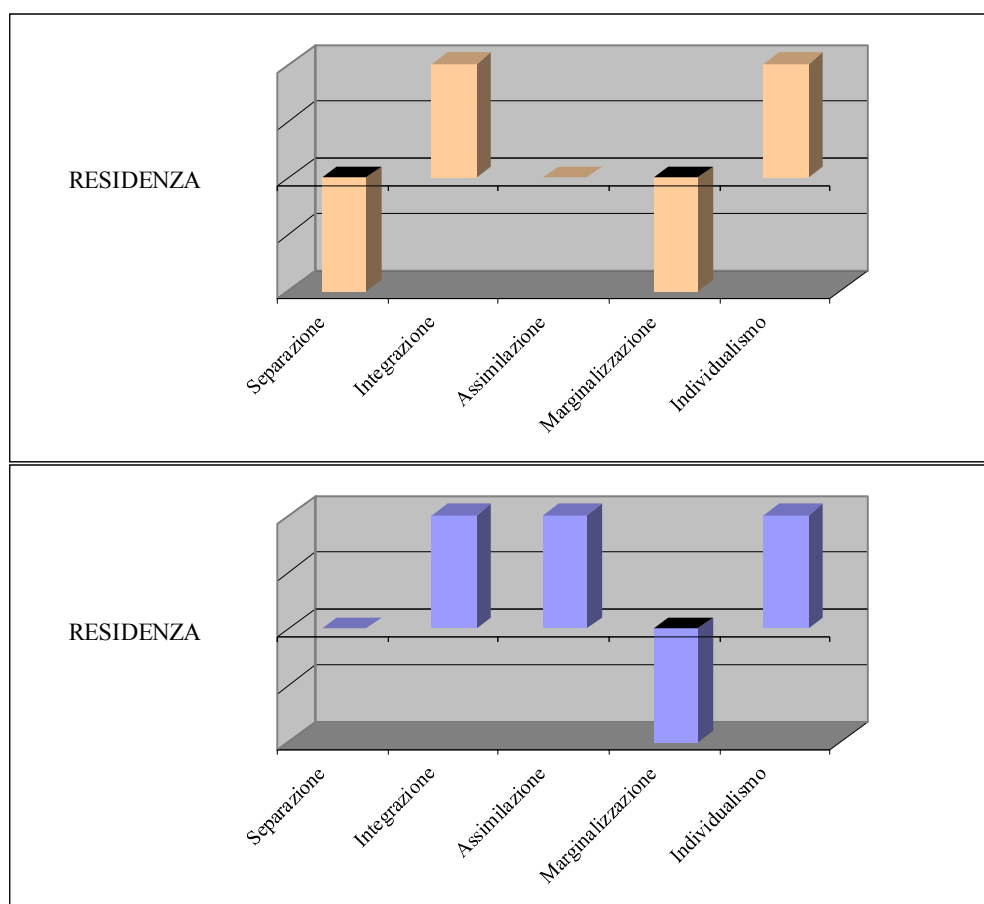 RESIDENZA
Separazione
Integrazione
Assimilazione
Marginalizzazione
Individualismo
RESIDENZA
Separazione
Integrazione
Assimilazione
Marginalizzazione
Individualismo